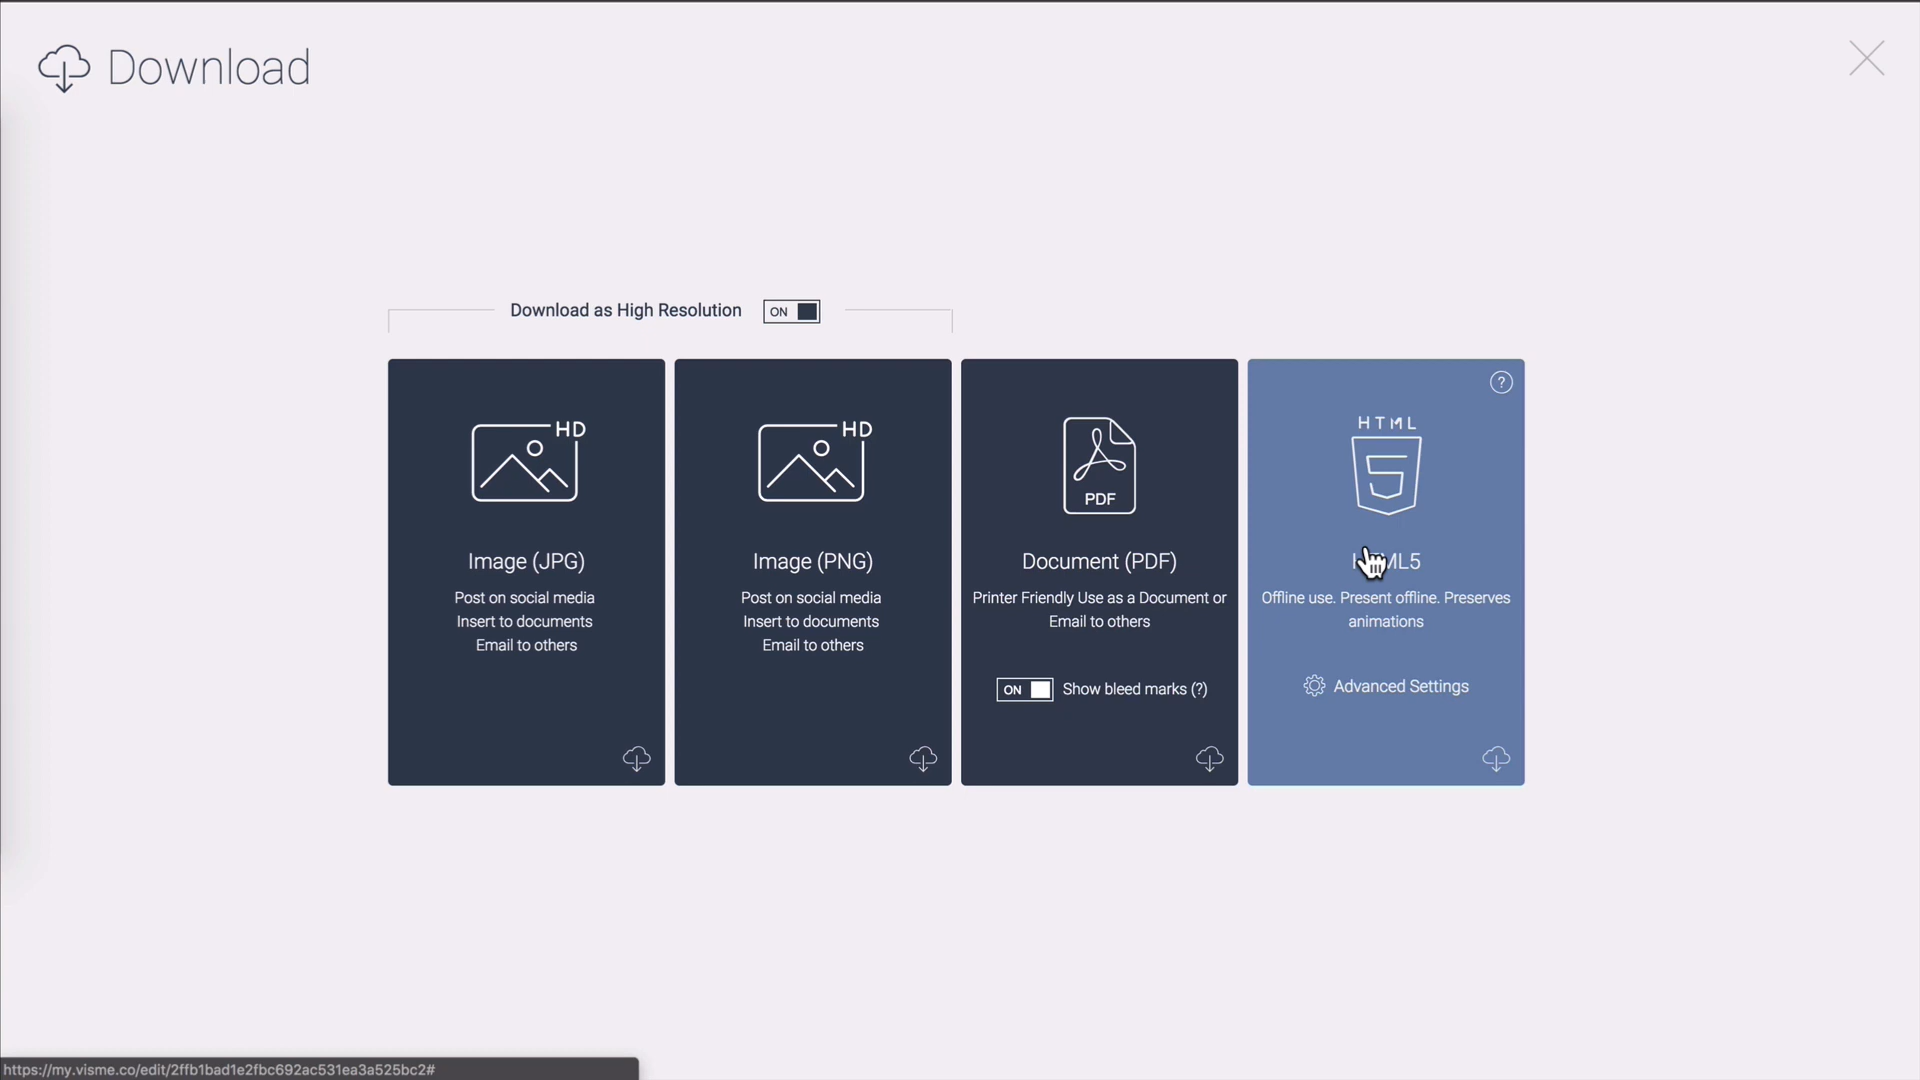 Download
Download as High Resolution
ON
HD
Image (JPG)
Post on social media
Insert to documents
Email to others
HD
Image (PNG)
Post on social media
Insert to documents
Email to others
PDF
Document (PDF)
Printer Friendly Use as a Document or
Email to others
ON
Show bleed marks (?)
?
HTML
5
Offline use. Present offline. Preserves
animations
Advanced Settings
https://my.visme.co/edit/2ffb1bad1e2fbc692ac531ea3a525bc2#